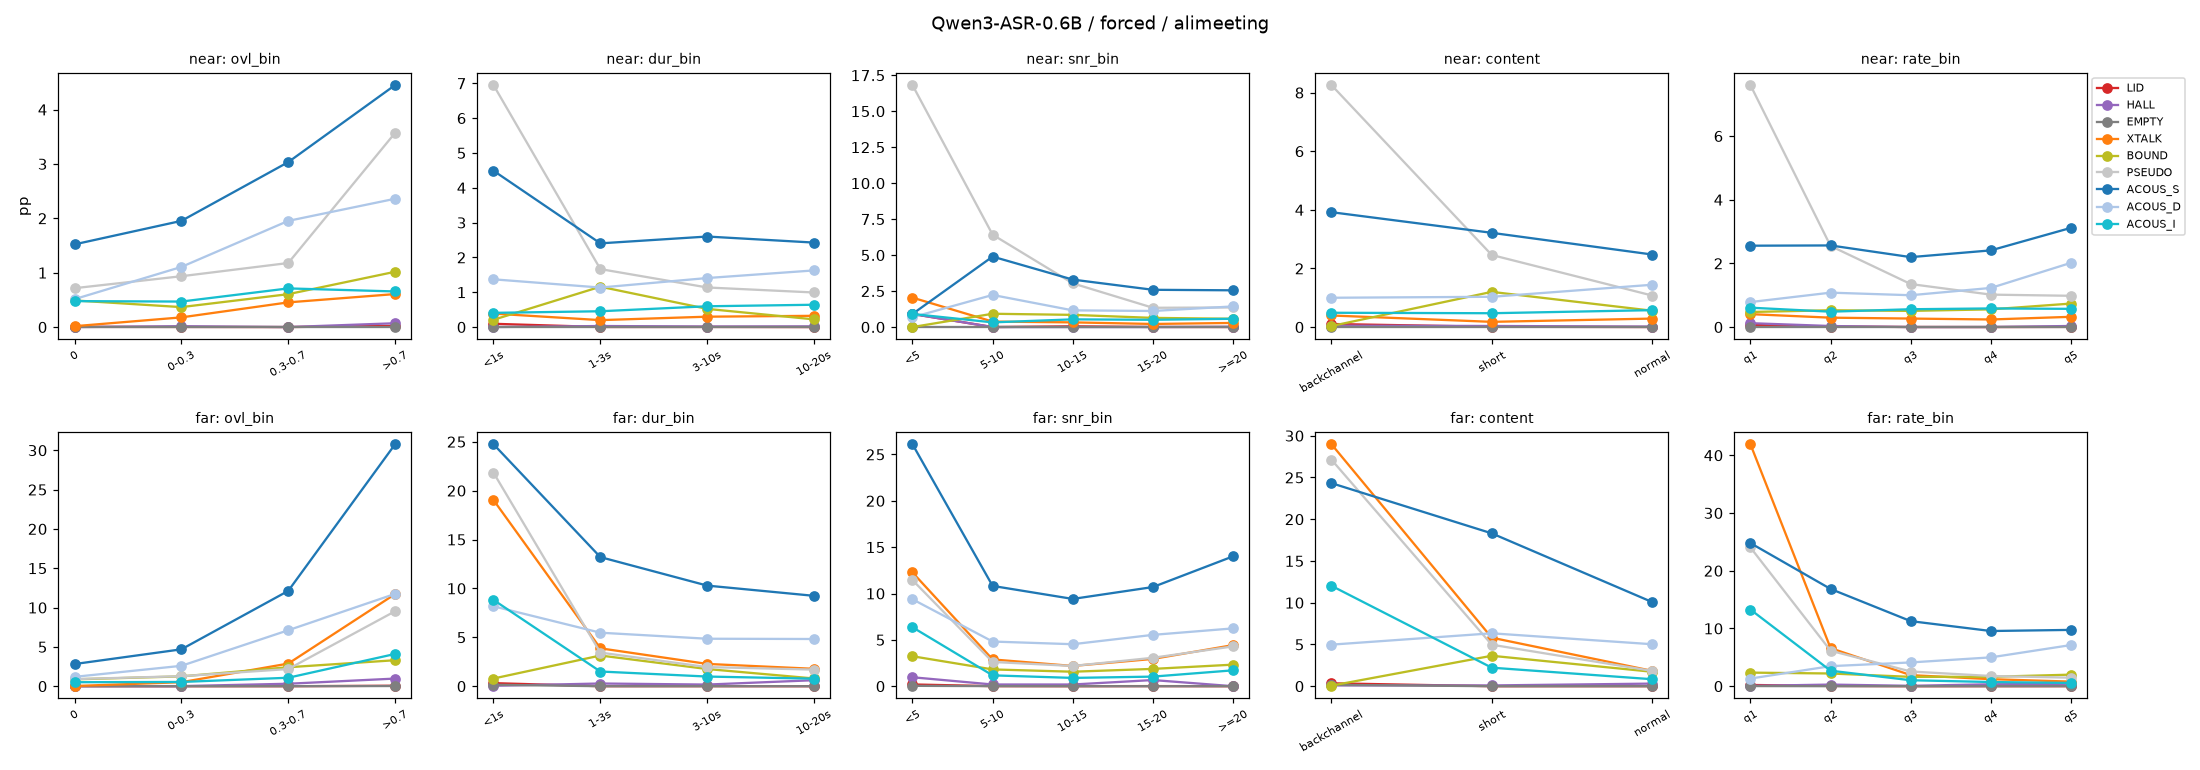 Qwen3-ASR-0.6B / forced / alimeeting
near: ovl_bin
near: dur_bin
near: snr_bin
near: content
near: rate_bin
pp
4
3
2
1
0
0
0-0.3
0.3-0.7
>0.7
7
6
5
4
3
2
1
0
<1s
1-3s
3-10s
10-20s
17.5
15.0
12.5
10.0
7.5
5.0
2.5
0.0
<5
5-10
10-15
15-20
>=20
8
6
4
2
0
backchannel
short
normal
6
4
2
0
q1
q2
q3
q4
q5
LID
HALL
EMPTY
XTALK
BOUND
PSEUDO
ACOUS_S
ACOUS_D
ACOUS_I
far: ovl_bin
far: dur_bin
far: snr_bin
far: content
far: rate_bin
30
25
20
15
10
5
0
0
0-0.3
0.3-0.7
>0.7
25
20
15
10
5
0
<1s
1-3s
3-10s
10-20s
25
20
15
10
5
0
<5
5-10
10-15
15-20
>=20
30
25
20
15
10
5
0
backchannel
short
normal
40
30
20
10
0
q1
q2
q3
q4
q5